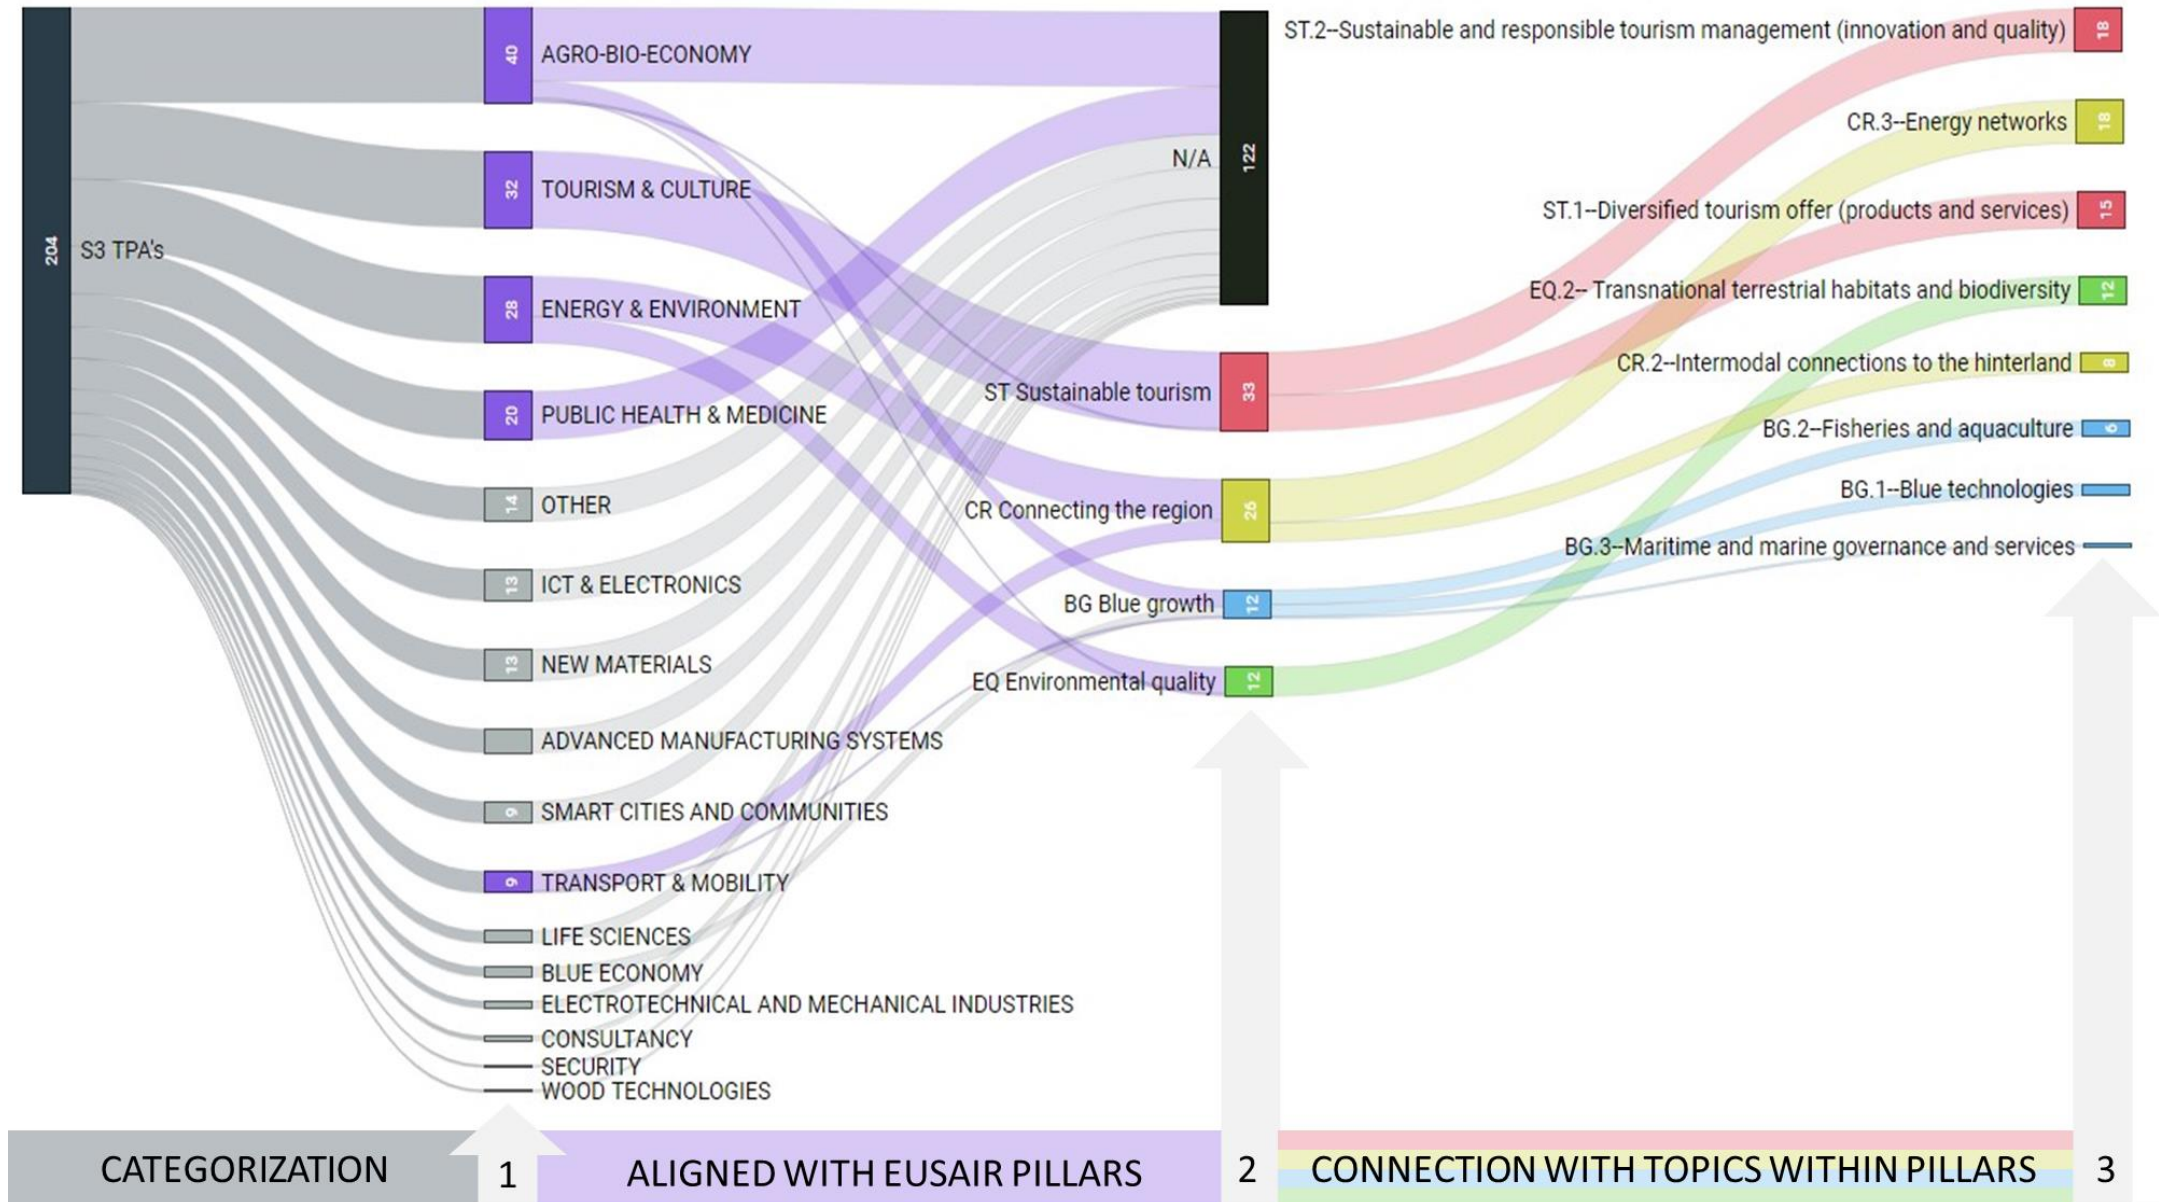 204
S3 TPA's
40
AGRO-BIO-ECONOMY
32
TOURISM & CULTURE
28
ENERGY & ENVIRONMENT
20
PUBLIC HEALTH & MEDICINE
14
OTHER
13
ICT & ELECTRONICS
13
NEW MATERIALS
ADVANCED MANUFACTURING SYSTEMS
9
SMART CITIES AND COMMUNITIES
9
TRANSPORT & MOBILITY
LIFE SCIENCES
BLUE ECONOMY
ELECTROTECHNICAL AND MECHANICAL INDUSTRIES
CONSULTANCY
SECURITY
WOOD TECHNOLOGIES
N/A
122
ST Sustainable tourism
33
CR Connecting the region
26
BG Blue growth
12
EQ Environmental quality
12
ST.2--Sustainable and responsible tourism management (innovation and quality)
18
CR.3--Energy networks
18
ST.1--Diversified tourism offer (products and services)
15
EQ.2-- Transnational terrestrial habitats and biodiversity
12
CR.2--Intermodal connections to the hinterland
8
BG.2--Fisheries and aquaculture
6
BG.1--Blue technologies
BG.3--Maritime and marine governance and services
CATEGORIZATION
1
ALIGNED WITH EUSAIR PILLARS
2
CONNECTION WITH TOPICS WITHIN PILLARS
3